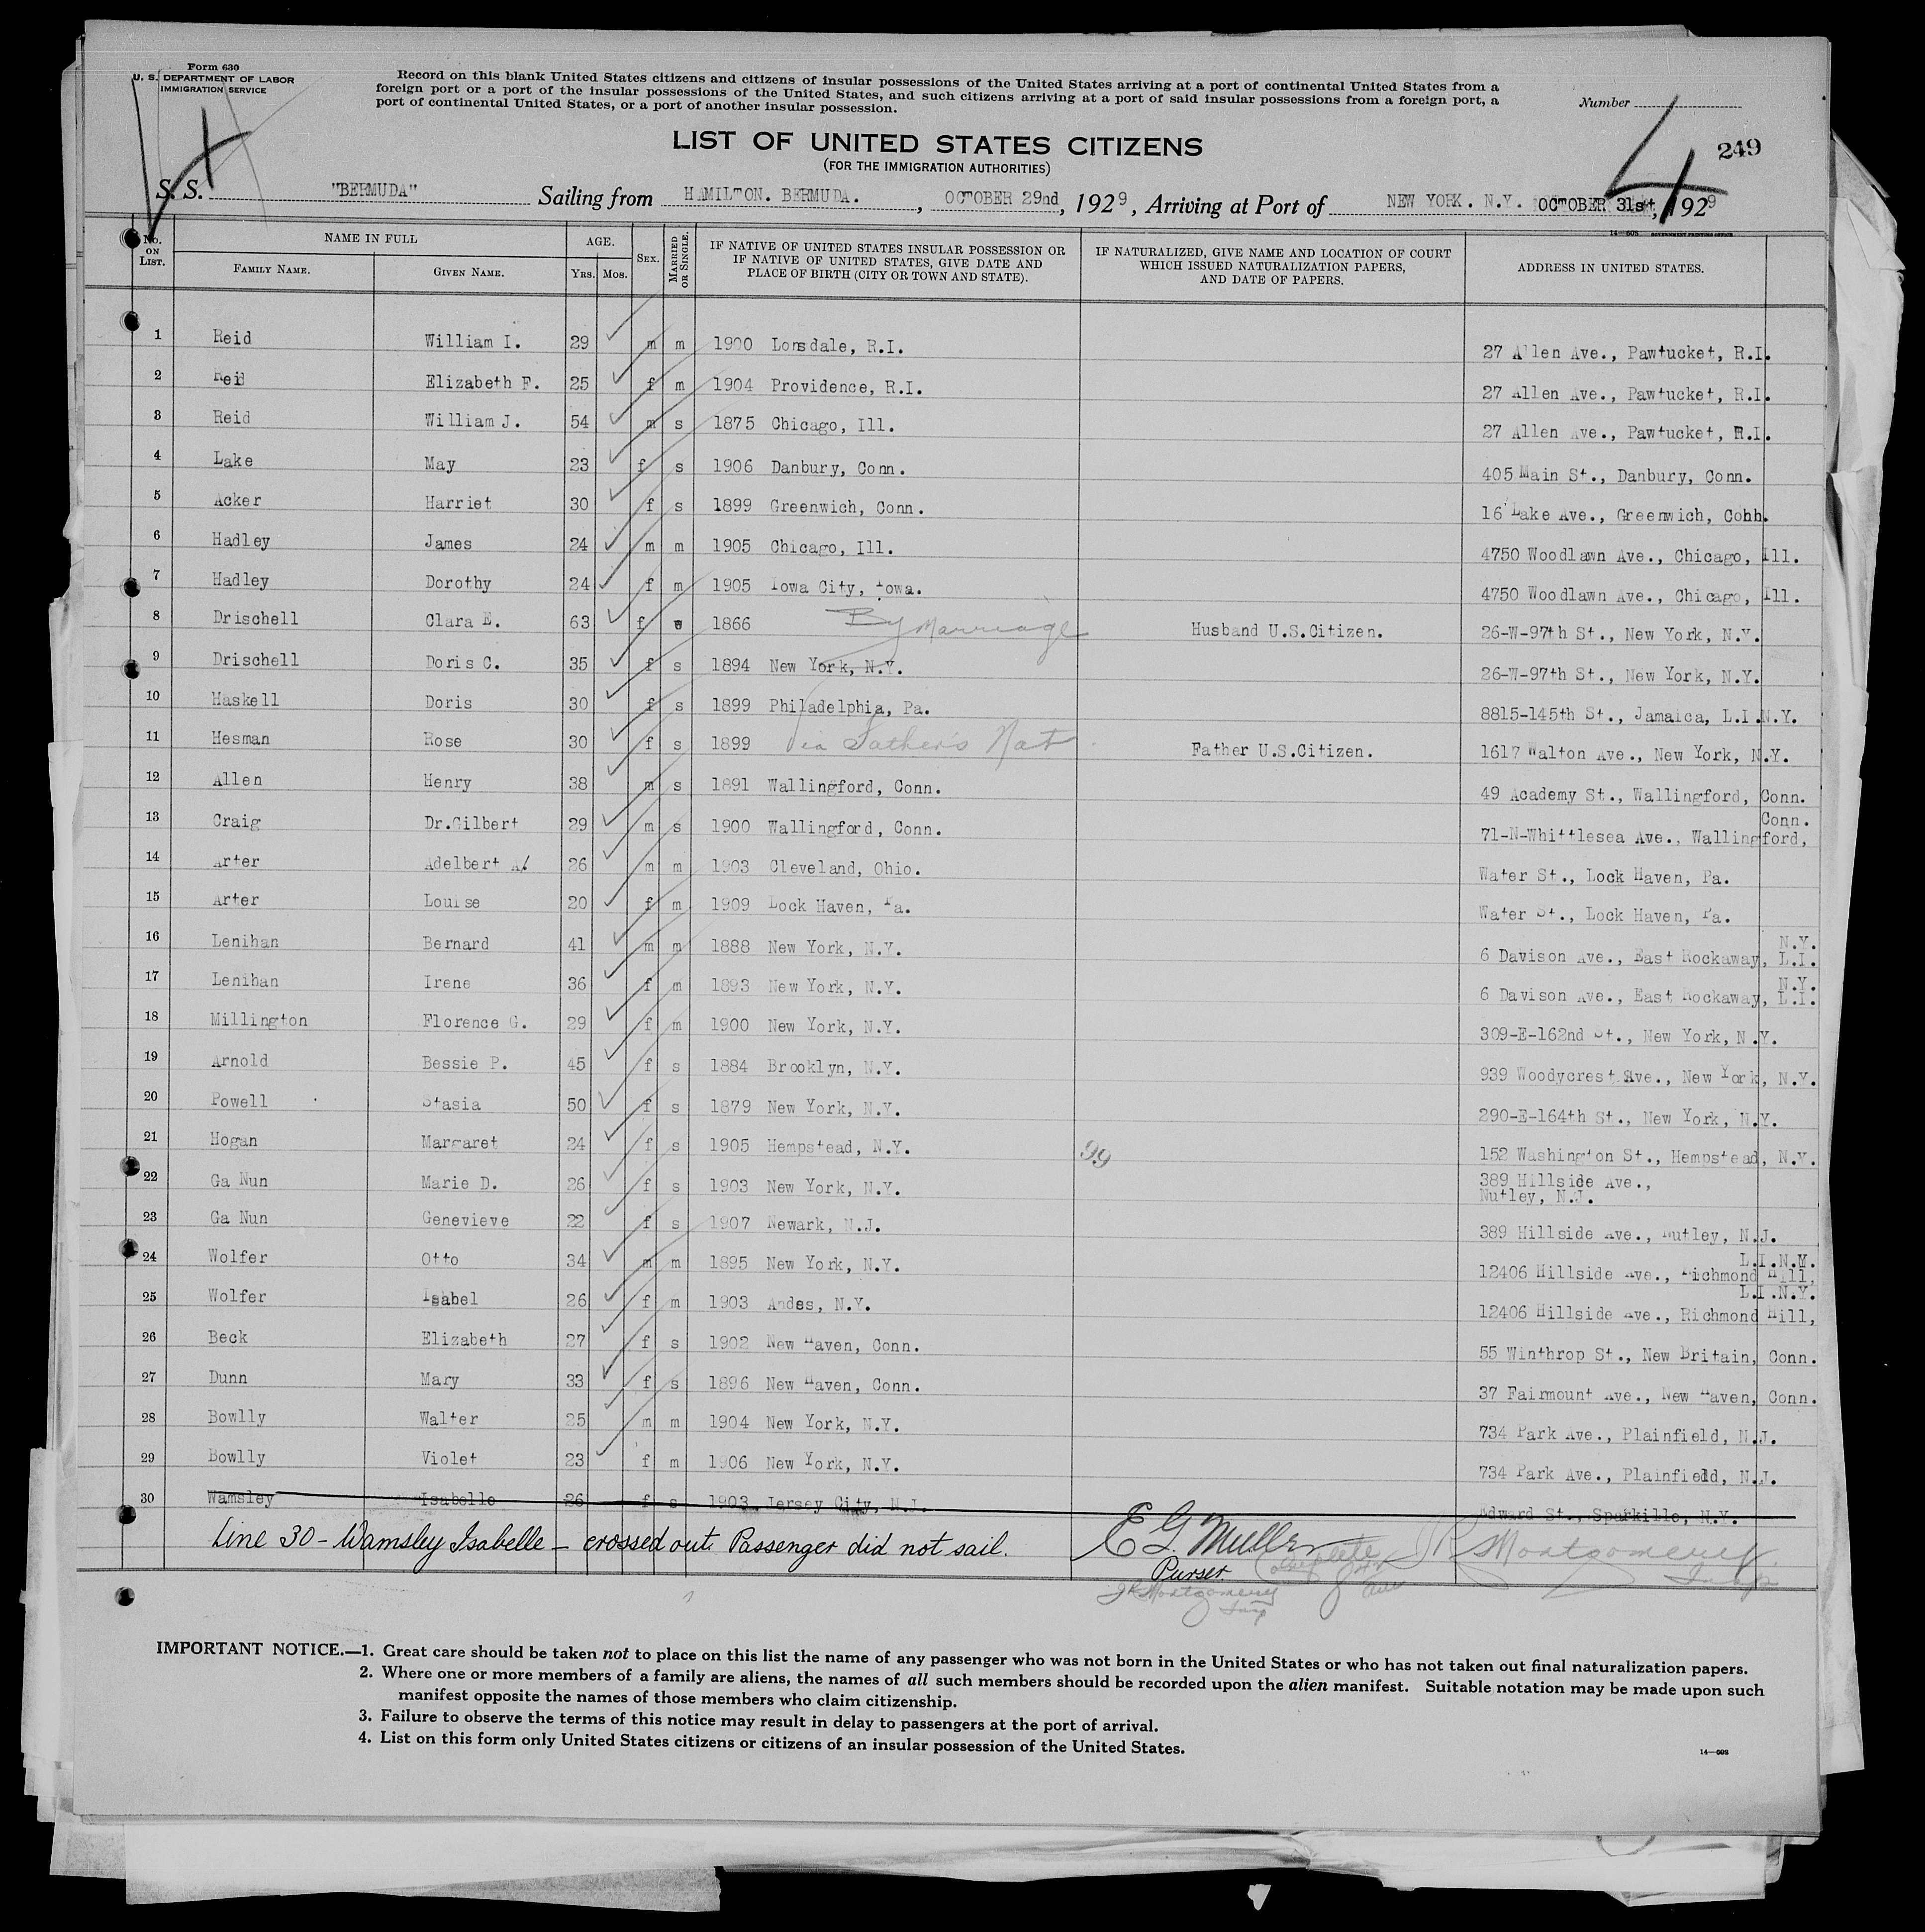 Form 630
U. S. DEPARTMENT OF LABOR
IMMIGRATION SERVICE
Record on this blank United States citizens and citizens of insular possessions of the United States arriving at a port of continental United States from a
foreign port or a port of the insular possessions of the United States, and such citizens arriving at a port of said insular possessions from a foreign port, a
port of continental United States, or a port of another insular possession.
Number
249
LIST OF UNITED STATES CITIZENS
(FOR THE IMMIGRATION AUTHORITIES)
S. S. "BERMUDA" Sailing from HAMILTON. BERMUDA. , OCTOBER 29nd, 1929, Arriving at Port of NEW YORK. N.Y. OCTOBER 31st, 1929
14—608 GOVERNMENT PRINTING OFFICE
No. ON LIST. NAME IN FULL FAMILY NAME. GIVEN NAME. AGE. YRS. MOS. SEX. MARRIED OR SINGLE. IF NATIVE OF UNITED STATES INSULAR POSSESSION OR IF NATIVE OF UNITED STATES, GIVE DATE AND PLACE OF BIRTH (CITY OR TOWN AND STATE). IF NATURALIZED, GIVE NAME AND LOCATION OF COURT WHICH ISSUED NATURALIZATION PAPERS, AND DATE OF PAPERS. ADDRESS IN UNITED STATES.
1 Reid William I. 29 m m 1900 Lonsdale, R.I. 27 Allen Ave., Pawtucket, R.I.
2 Reid Elizabeth F. 25 f m 1904 Providence, R.I. 27 Allen Ave., Pawtucket, R.I.
3 Reid William J. 54 m s 1875 Chicago, Ill. 27 Allen Ave., Pawtucket, R.I.
4 Lake May 23 f s 1906 Danbury, Conn. 405 Main St., Danbury, Conn.
5 Acker Harriet 30 f s 1899 Greenwich, Conn. 16 Lake Ave., Greenwich, Cohh.
6 Hadley James 24 m m 1905 Chicago, Ill. 4750 Woodlawn Ave., Chicago, Ill.
7 Hadley Dorothy 24 f m 1905 Iowa City, Iowa. 4750 Woodlawn Ave., Chicago, Ill.
8 Drischell Clara E. 63 f w 1866 By Marriage Husband U.S.Citizen. 26-W-97th St., New York, N.Y.
9 Drischell Doris C. 35 f s 1894 New York, N.Y. 26-W-97th St., New York, N.Y.
10 Haskell Doris 30 f s 1899 Philadelphia, Pa. 8815-145th St., Jamaica, L.I.N.Y.
11 Hesman Rose 30 f s 1899 Via Father's Nat. Father U.S.Citizen. 1617 Walton Ave., New York, N.Y.
12 Allen Henry 38 m s 1891 Wallingford, Conn. 49 Academy St., Wallingford, Conn.
13 Craig Dr.Gilbert 29 m s 1900 Wallingford, Conn. 71-N-Whittlesea Ave., Wallingford, Conn.
14 Arter Adelbert A. 26 m m 1903 Cleveland, Ohio. Water St., Lock Haven, Pa.
15 Arter Louise 20 f m 1909 Lock Haven, Pa. Water St., Lock Haven, Pa.
16 Lenihan Bernard 41 m m 1888 New York, N.Y. 6 Davison Ave., East Rockaway, L.I. N.Y.
17 Lenihan Irene 36 f m 1893 New York, N.Y. 6 Davison Ave., East Rockaway, L.I. N.Y.
18 Millington Florence G. 29 f m 1900 New York, N.Y. 309-E-162nd St., New York, N.Y.
19 Arnold Bessie P. 45 f s 1884 Brooklyn, N.Y. 939 Woodycrest Ave., New York, N.Y.
20 Powell Stasia 50 f s 1879 New York, N.Y. 290-E-164th St., New York, N.Y.
21 Hogan Margaret 24 f s 1905 Hempstead, N.Y. 99 152 Washington St., Hempstead, N.Y.
22 Ga Nun Marie D. 26 f s 1903 New York, N.Y. 389 Hillside Ave., Nutley, N.J.
23 Ga Nun Genevieve 22 f s 1907 Newark, N.J. 389 Hillside Ave., Nutley, N.J.
24 Wolfer Otto 34 m m 1895 New York, N.Y. 12406 Hillside Ave., Richmond Hill, L.I.N.Y.
25 Wolfer Isabel 26 f m 1903 Andes, N.Y. 12406 Hillside Ave., Richmond Hill, L.I.N.Y.
26 Beck Elizabeth 27 f s 1902 New Haven, Conn. 55 Winthrop St., New Britain, Conn.
27 Dunn Mary 33 f s 1896 New Haven, Conn. 37 Fairmount Ave., New Haven, Conn.
28 Bowlly Walter 25 m m 1904 New York, N.Y. 734 Park Ave., Plainfield, N.J.
29 Bowlly Violet 23 f m 1906 New York, N.Y. 734 Park Ave., Plainfield, N.J.
30 Wamsley Isabelle 26 f s 1903 Jersey City, N.J. Edward St., Sparkille, N.Y.
Line 30 - Wamsley Isabelle - crossed out. Passenger did not sail. E G. Muller JR Montgomery
Purser. Insp
JR Montgomery
Insp
IMPORTANT NOTICE.—1. Great care should be taken not to place on this list the name of any passenger who was not born in the United States or who has not taken out final naturalization papers.
2. Where one or more members of a family are aliens, the names of all such members should be recorded upon the alien manifest. Suitable notation may be made upon such
manifest opposite the names of those members who claim citizenship.
3. Failure to observe the terms of this notice may result in delay to passengers at the port of arrival.
4. List on this form only United States citizens or citizens of an insular possession of the United States.
14—608